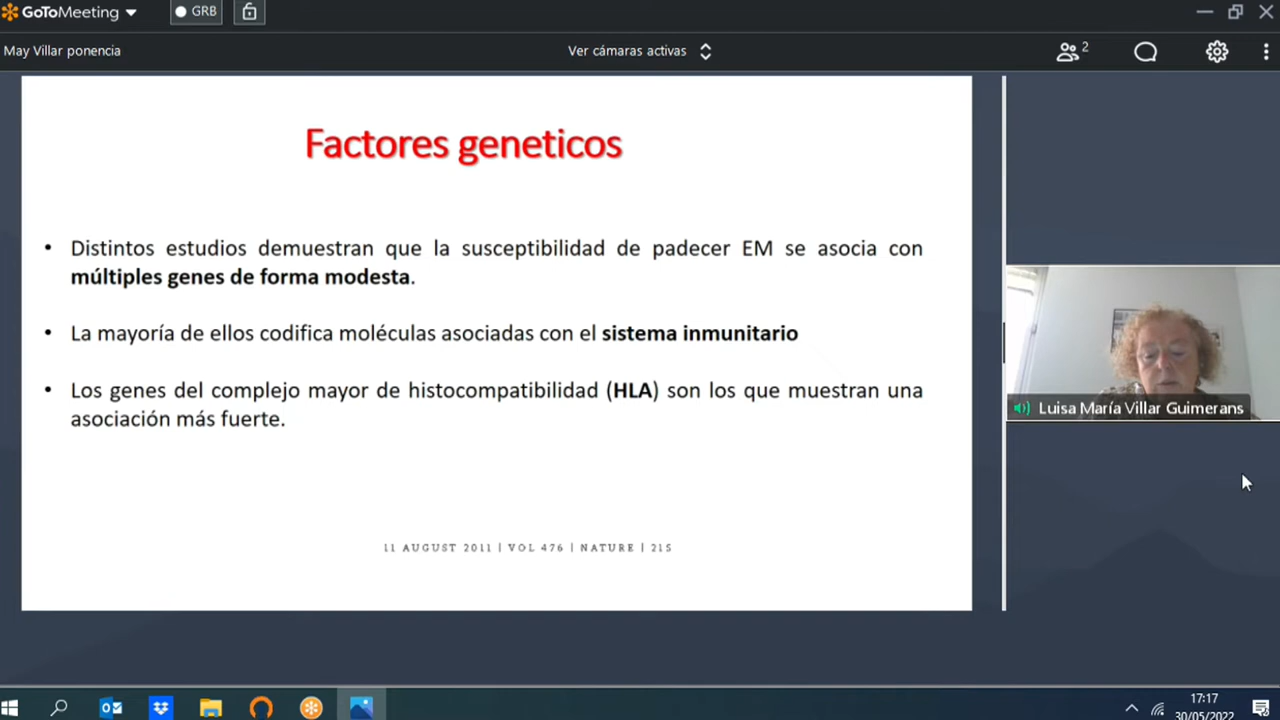 GoToMeeting
GRB
May Villar ponencia
Ver cámaras activas
2
Factores geneticos
• Distintos estudios demuestran que la susceptibilidad de padecer EM se asocia con
múltiples genes de forma modesta.
• La mayoría de ellos codifica moléculas asociadas con el sistema inmunitario
• Los genes del complejo mayor de histocompatibilidad (HLA) son los que muestran una
asociación más fuerte.
11 AUGUST 2011 | VOL 476 | NATURE | 215
Luisa María Villar Guimerans
17:17
30/05/2022